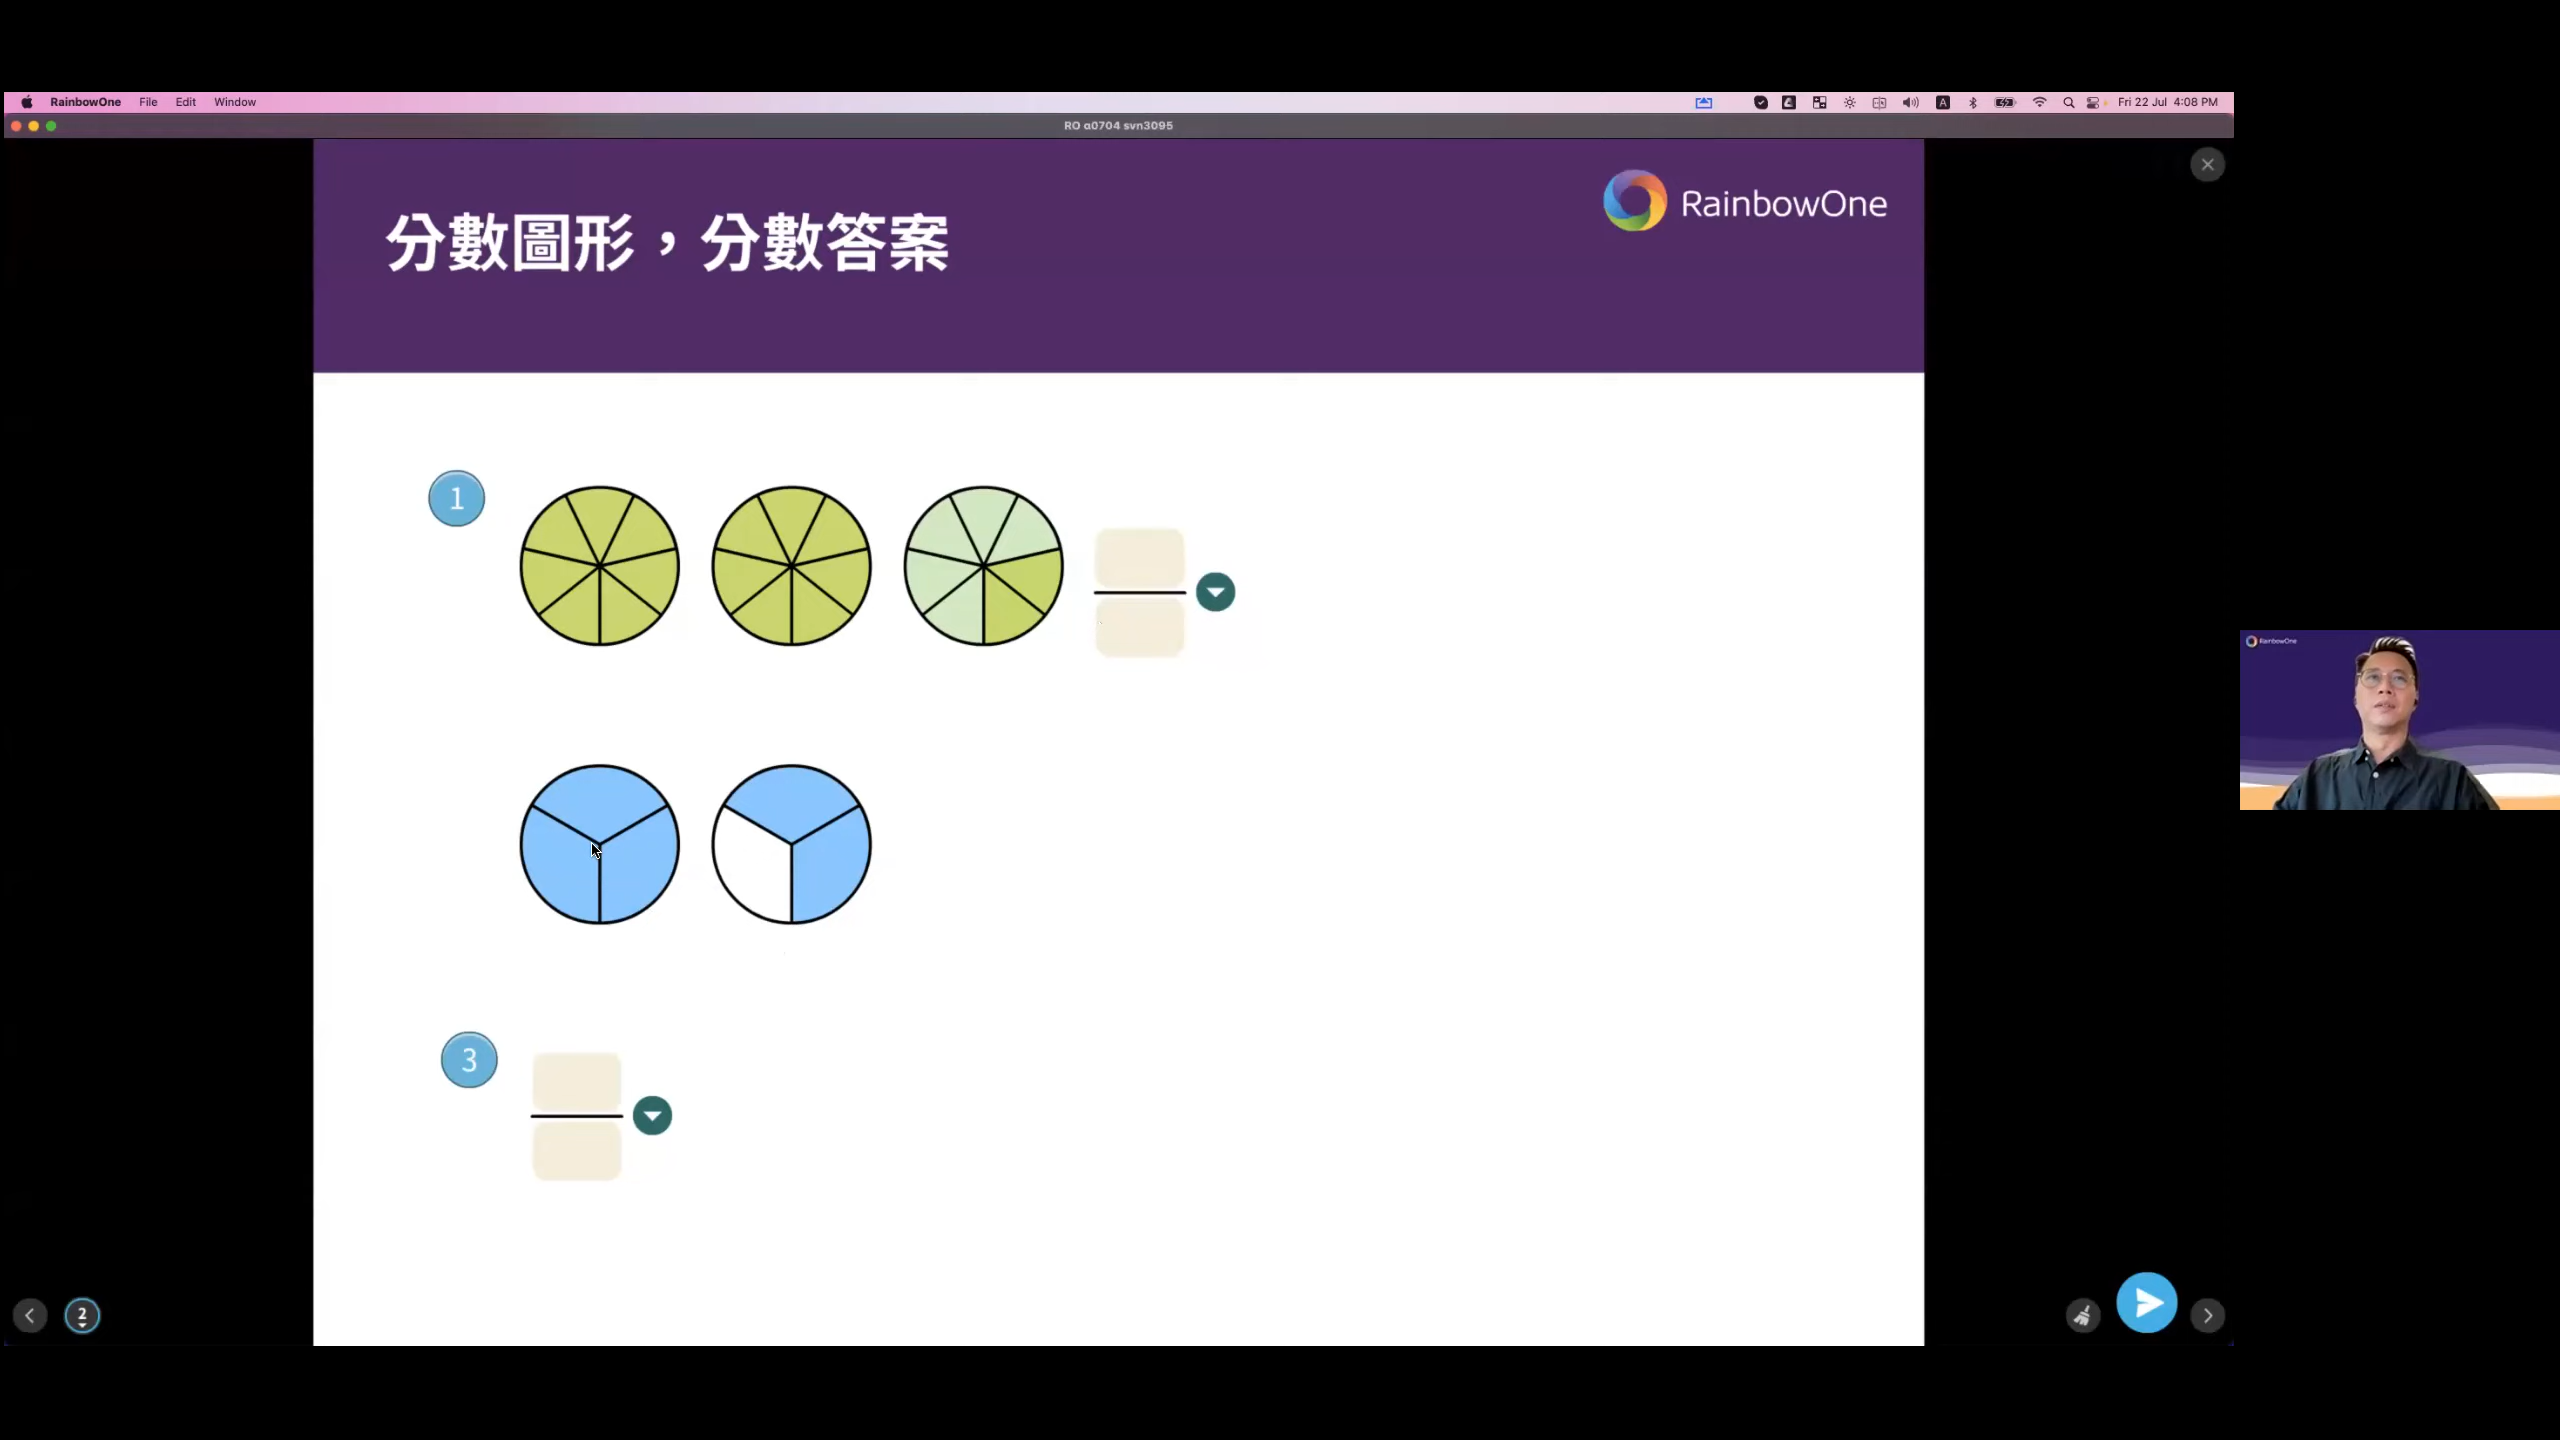 RainbowOne File Edit Window
A
Fri 22 Jul 4:08 PM
RO a0704 svn3095
分數圖形，分數答案
RainbowOne
1
3
RainbowOne
2